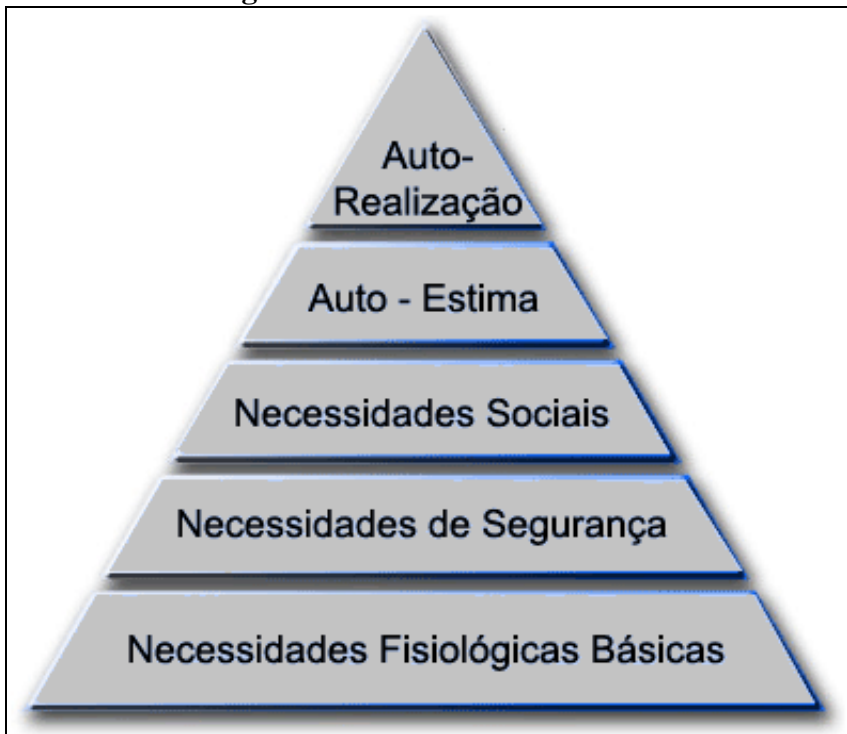 Auto-
Realização
Auto - Estima
Necessidades Sociais
Necessidades de Segurança
Necessidades Fisiológicas Básicas